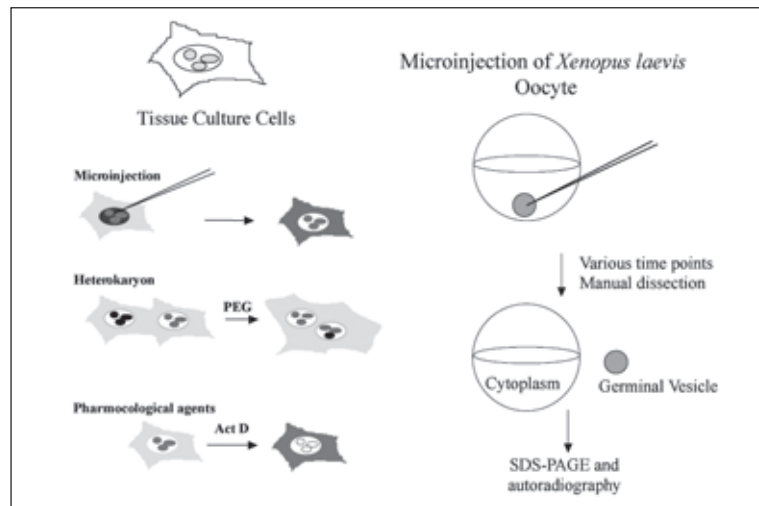 Tissue Culture Cells
Microinjection
Heterokaryon
PEG
Pharmocological agents
Act D
Microinjection of Xenopus laevis
Oocyte
Various time points
Manual dissection
Cytoplasm
Germinal Vesicle
SDS-PAGE and
autoradiography